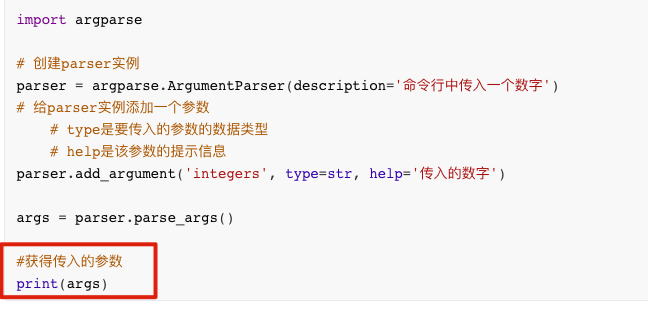 import argparse
# 创建parser实例
parser = argparse.ArgumentParser(description='命令行中传入一个数字')
# 给parser实例添加一个参数
# type是要传入的参数的数据类型
# help是该参数的提示信息
parser.add_argument('integers', type=str, help='传入的数字')
args = parser.parse_args()
#获得传入的参数
print(args)